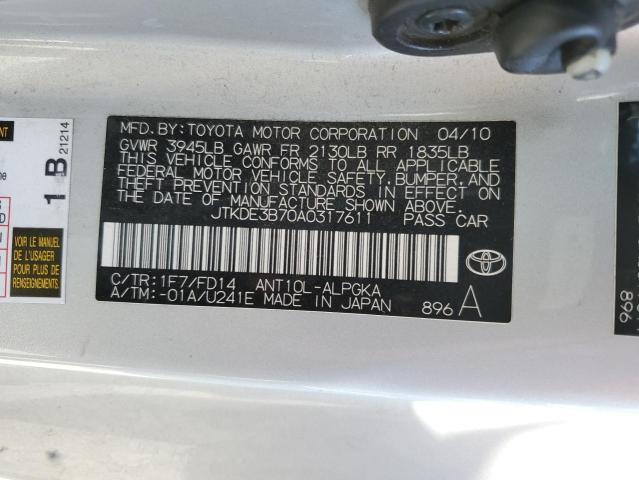 MFD.BY:TOYOTA MOTOR CORPORATION 04/10
GVWR 3945LB GAWR FR 2130LB RR 1835LB
THIS VEHICLE CONFORMS TO ALL APPLICABLE
FEDERAL MOTOR VEHICLE SAFETY,BUMPER, AND
THEFT PREVENTION STANDARDS IN EFFECT ON
THE DATE OF MANUFACTURE SHOWN ABOVE.
JTKDE3B70A0317611 PASS CAR
C/TR:1F7/FD14 ANT10L-ALPGKA
A/TM:-01A/U241E MADE IN JAPAN 896 A
TOYOTA
1 B
21214
VOIR LE MANUEL
DE L'USAGER
POUR PLUS DE
RENSEIGNEMENTS
896